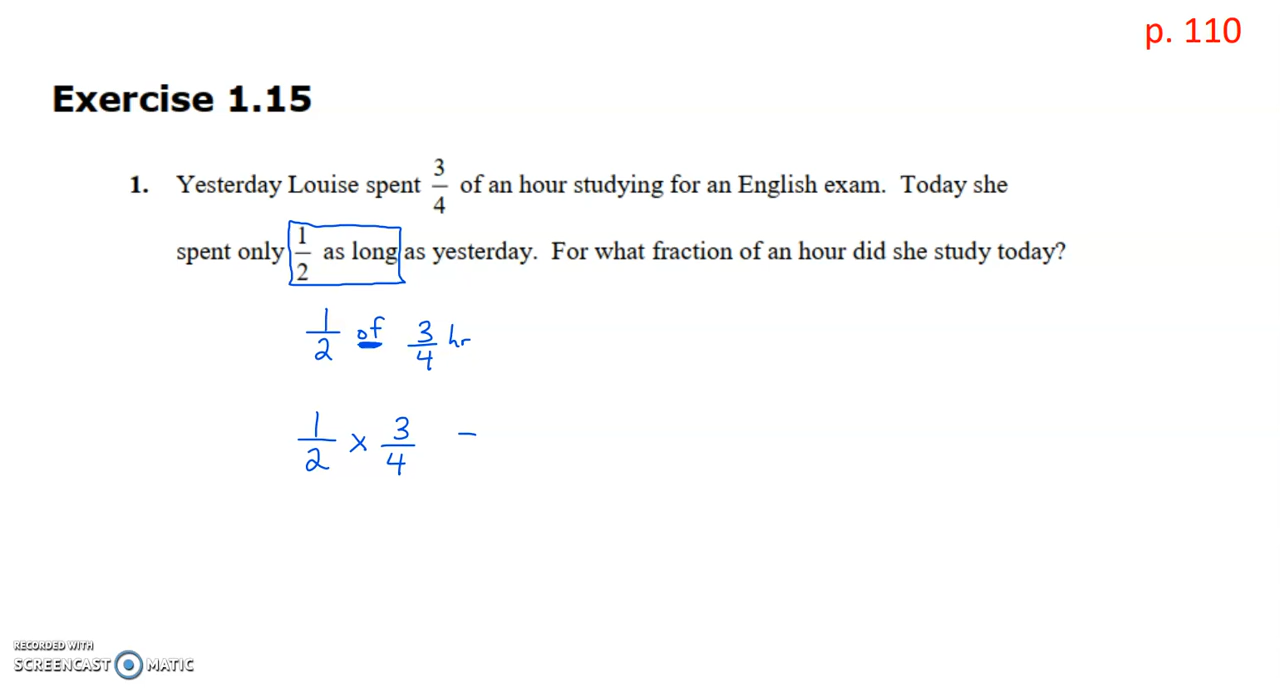 p. 110
Exercise 1.15
1. Yesterday Louise spent 3/4 of an hour studying for an English exam. Today she
spent only 1/2 as long as yesterday. For what fraction of an hour did she study today?
1/2 of 3/4 hr
1/2 × 3/4 –
RECORDED WITH
SCREENCAST MATIC